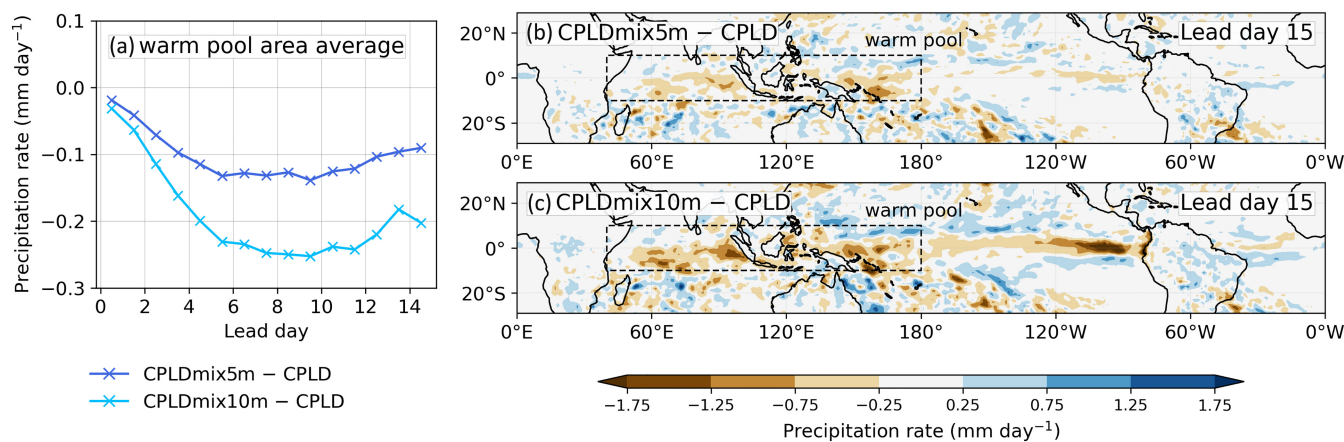 (a) warm pool area average
Precipitation rate (mm day⁻¹)
0.1
0.0
−0.1
−0.2
−0.3
0 2 4 6 8 10 12 14
Lead day
CPLDmix5m − CPLD
CPLDmix10m − CPLD
(b) CPLDmix5m − CPLD
warm pool
Lead day 15
20°N
0°
20°S
0°E 60°E 120°E 180° 120°W 60°W 0°W
(c) CPLDmix10m − CPLD
warm pool
Lead day 15
20°N
0°
20°S
0°E 60°E 120°E 180° 120°W 60°W 0°W
−1.75 −1.25 −0.75 −0.25 0.25 0.75 1.25 1.75
Precipitation rate (mm day⁻¹)